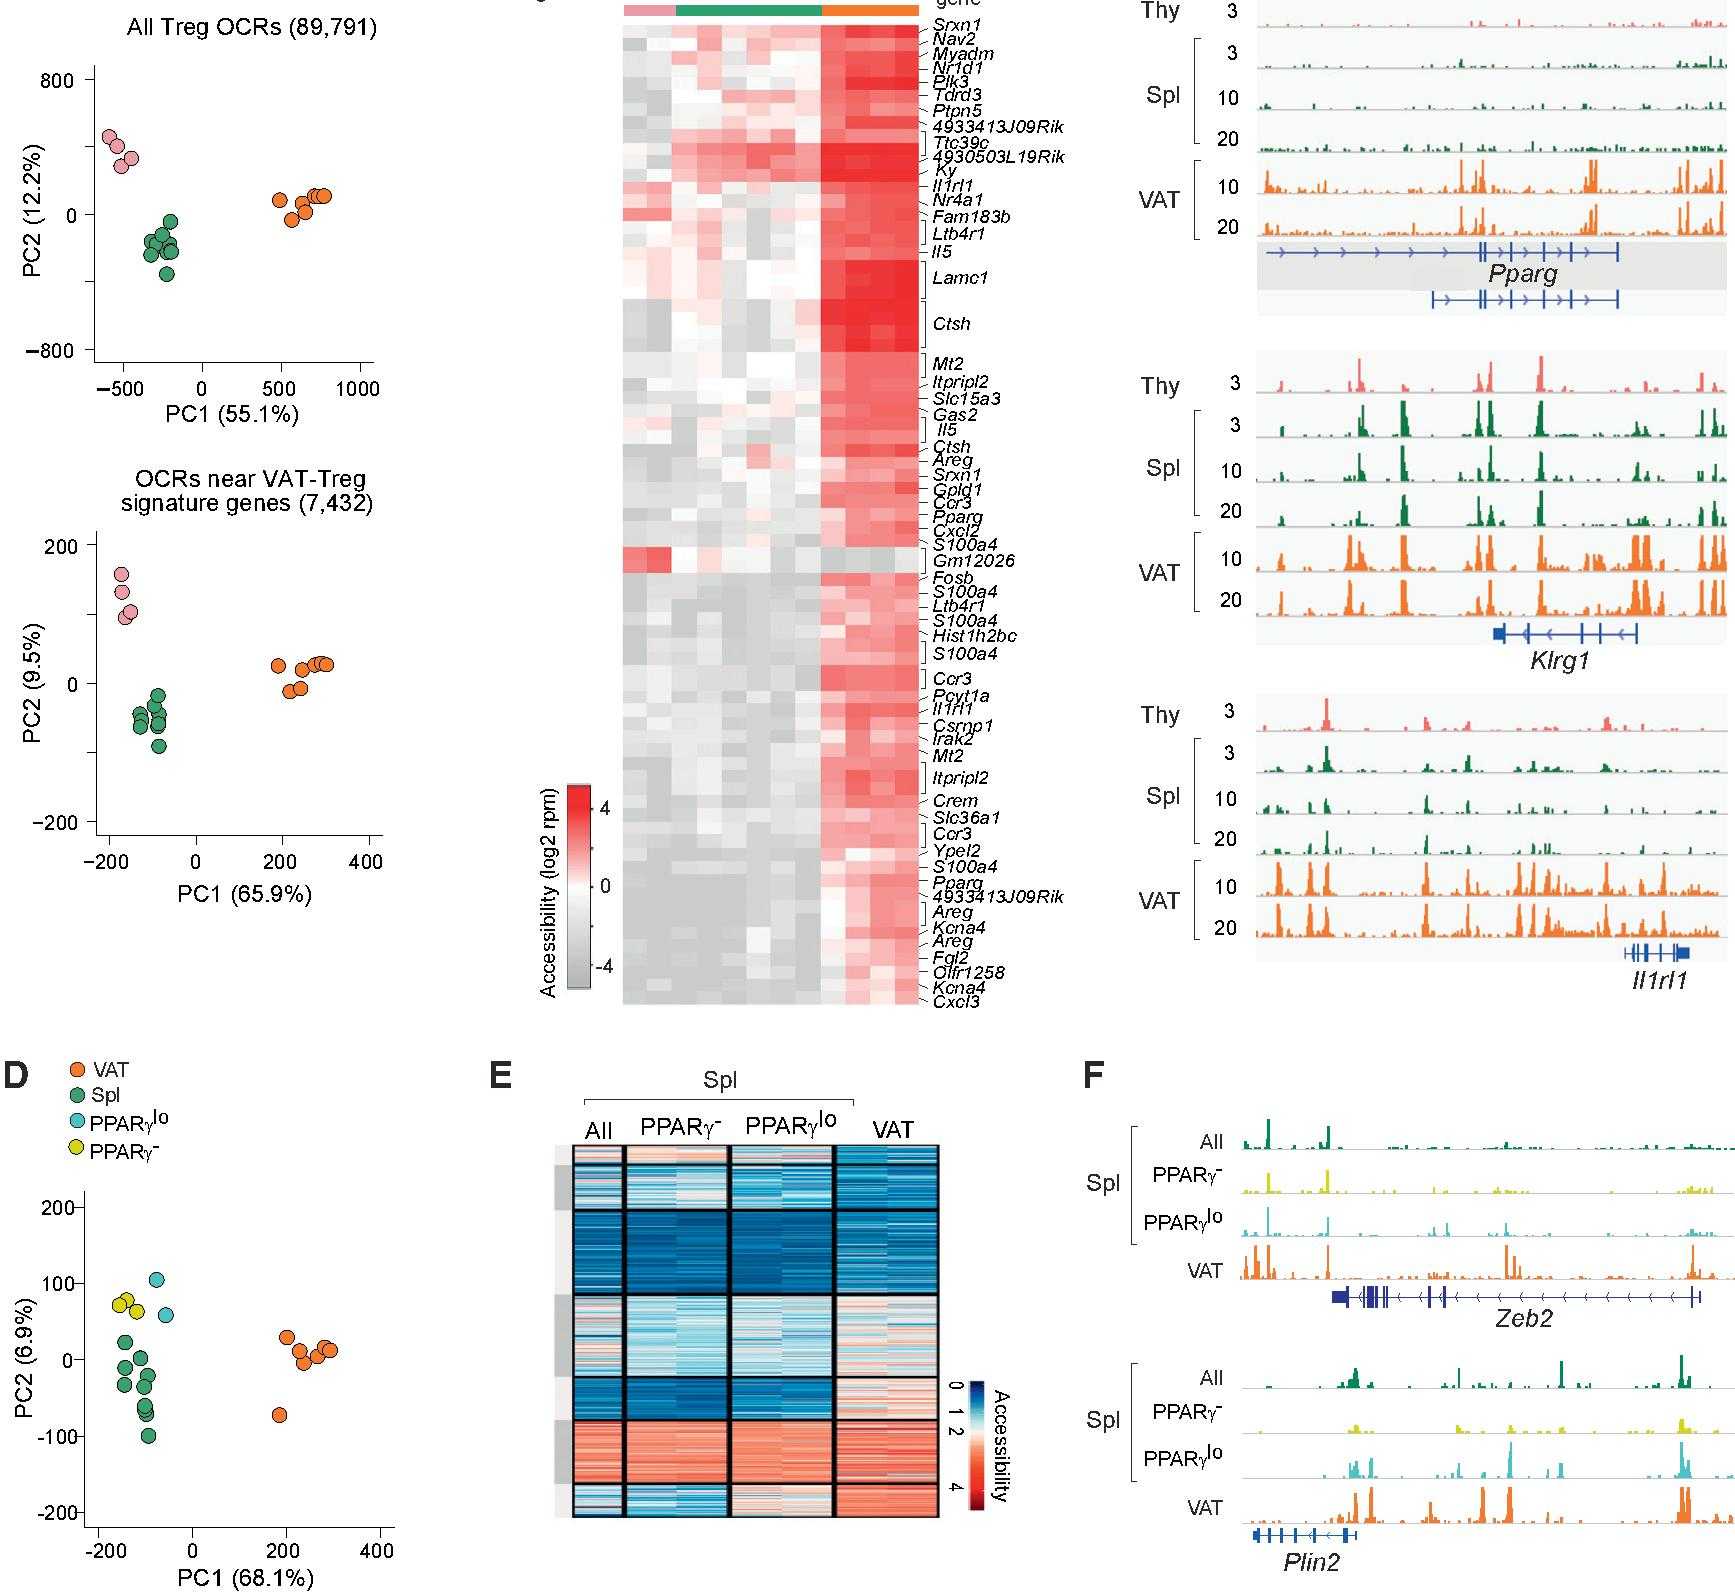 All Treg OCRs (89,791)
800
0
−800
PC2 (12.2%)
−500
0
500
1000
PC1 (55.1%)
OCRs near VAT-Treg
signature genes (7,432)
200
0
−200
PC2 (9.5%)
−200
0
200
400
PC1 (65.9%)
gene
Srxn1
Nav2
Myadm
Nr1d1
Plk3
Tdrd3
Ptpn5
4933413J09Rik
Ttc39c
4930503L19Rik
Ky
Il1rl1
Nr4a1
Fam183b
Ltb4r1
Il5
Lamc1
Ctsh
Mt2
Itpripl2
Slc15a3
Gas2
Il5
Ctsh
Areg
Srxn1
Gpld1
Ccr3
Pparg
Cxcl2
S100a4
Gm12026
Fosb
S100a4
Ltb4r1
S100a4
Hist1h2bc
S100a4
Ccr3
Pcyt1a
Il1rl1
Csrnp1
Irak2
Mt2
Itpripl2
Crem
Slc36a1
Ccr3
Ypel2
S100a4
Pparg
4933413J09Rik
Areg
Kcna4
Areg
Fgl2
Olfr1258
Kcna4
Cxcl3
Accessibility (log2 rpm)
4
0
−4
Thy 3
Spl
3
10
20
VAT
10
20
Pparg
Thy 3
Spl
3
10
20
VAT
10
20
Klrg1
Thy 3
Spl
3
10
20
VAT
10
20
Il1rl1
D
VAT
Spl
PPARγlo
PPARγ-
200
100
0
-100
-200
PC2 (6.9%)
-200
0
200
400
PC1 (68.1%)
E
Spl
All PPARγ- PPARγlo VAT
0
1
2
4
Accessibility
F
Spl
All
PPARγ-
PPARγlo
VAT
Zeb2
Spl
All
PPARγ-
PPARγlo
VAT
Plin2